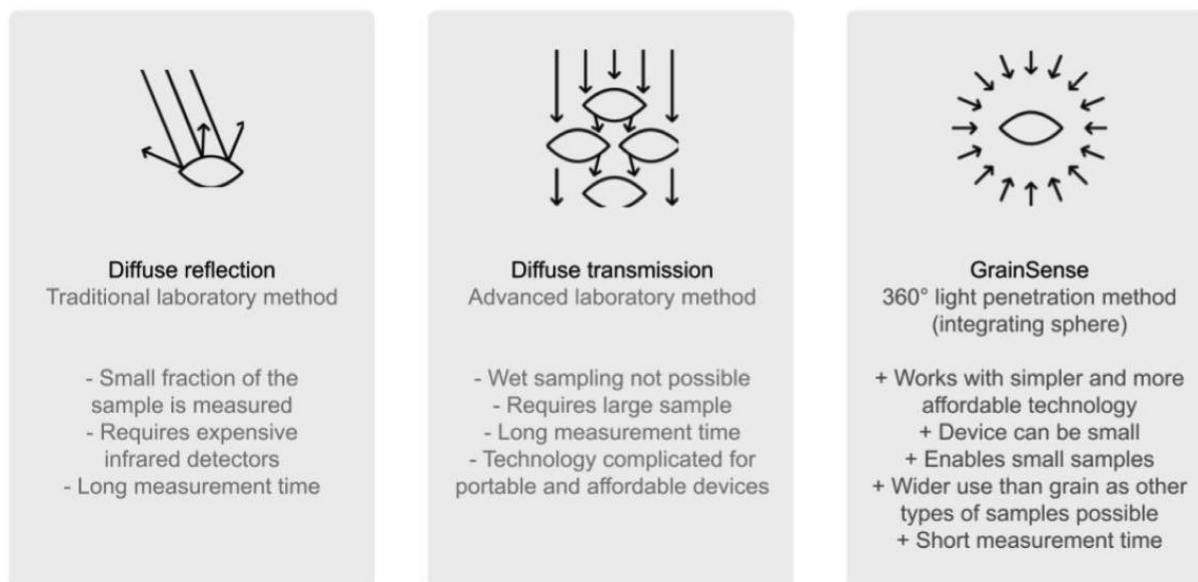 Diffuse reflection
Traditional laboratory method
- Small fraction of the
sample is measured
- Requires expensive
infrared detectors
- Long measurement time
Diffuse transmission
Advanced laboratory method
- Wet sampling not possible
- Requires large sample
- Long measurement time
- Technology complicated for
portable and affordable devices
GrainSense
360° light penetration method
(integrating sphere)
+ Works with simpler and more
affordable technology
+ Device can be small
+ Enables small samples
+ Wider use than grain as other
types of samples possible
+ Short measurement time